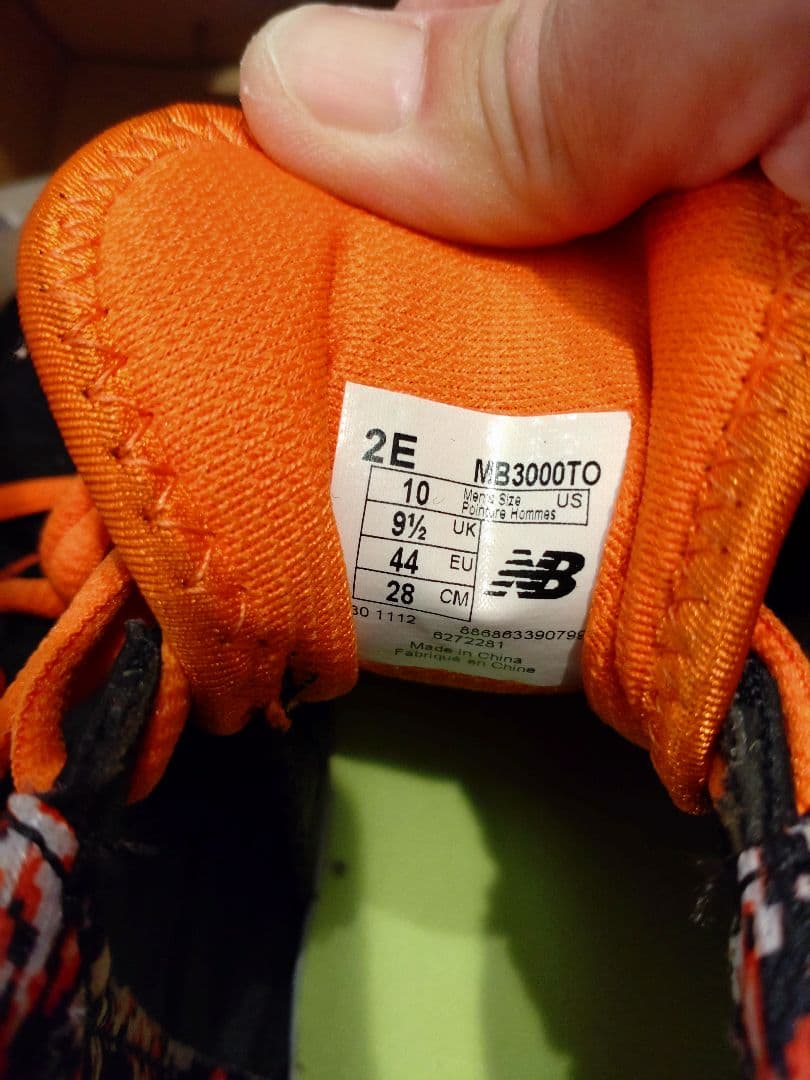 2E MB3000TO
10 Men's Size US
Pointure Hommes
9½ UK
44 EU
28 CM
NB
30 1112
886863390799
6272281
Made in China
Fabriqué en Chine